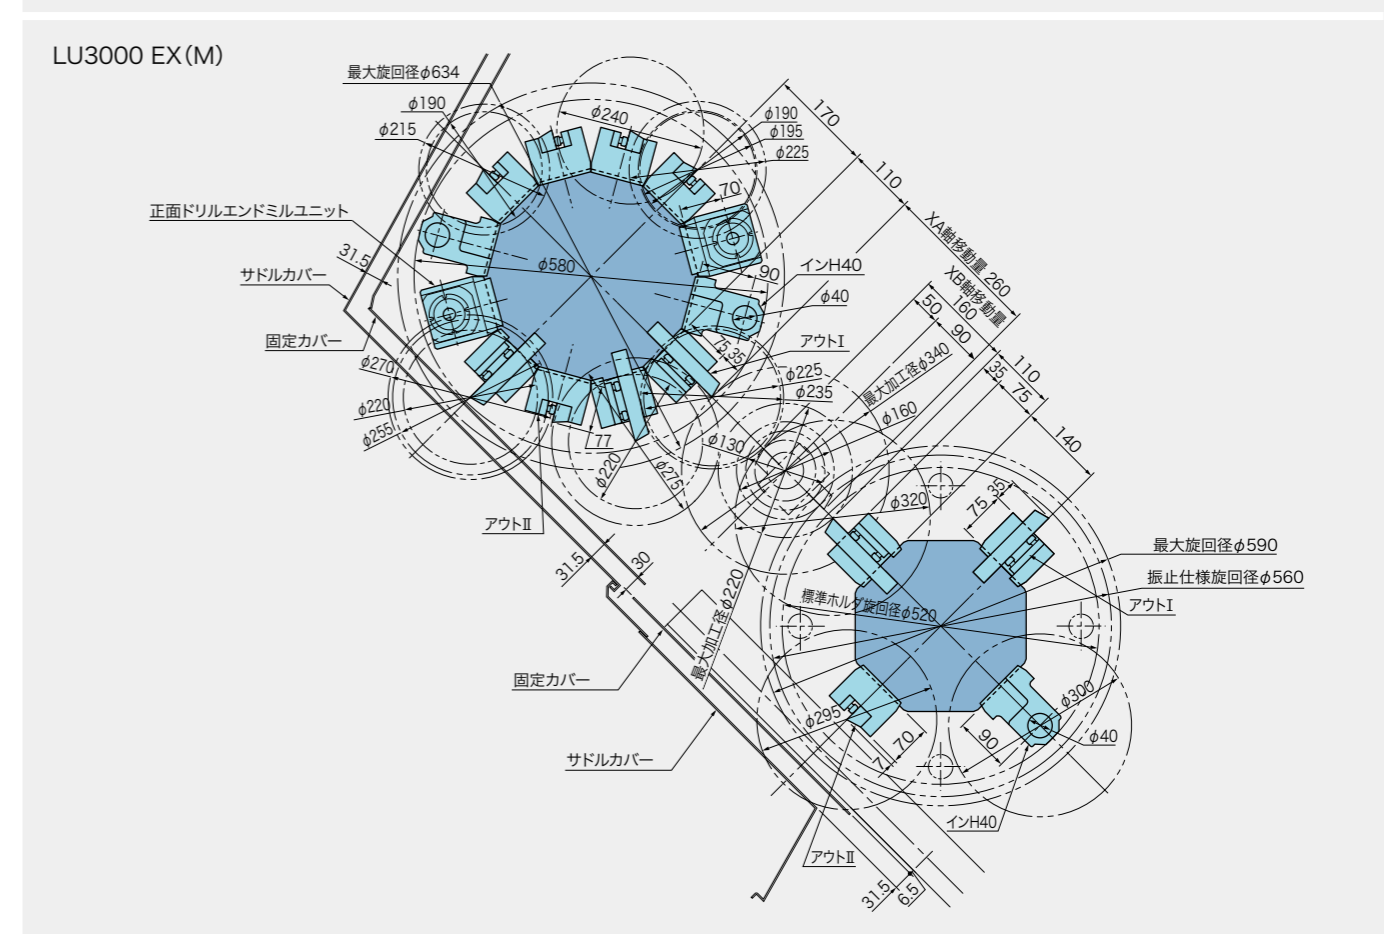 LU3000 EX(M)
最大旋回径φ634
φ190
φ215
φ240
φ190
φ195
φ225
170
110
XA軸移動量 260
XB軸移動量
160
70
正面ドリルエンドミルユニット
31.5
サドルカバー
固定カバー
φ580
90
インH40
φ40
50
90
110
35
75
140
75
35
アウトI
φ225
φ235
最大加工径φ340
φ160
φ270
φ220
φ255
77
φ220
φ275
φ130
φ320
アウトⅡ
31.5
30
75
35
最大旋回径φ590
振止仕様旋回径φ560
アウトI
標準ホルダ旋回径φ520
最大加工径φ220
固定カバー
サドルカバー
φ295
7
70
90
φ300
φ40
インH40
アウトⅡ
31.5
6.5